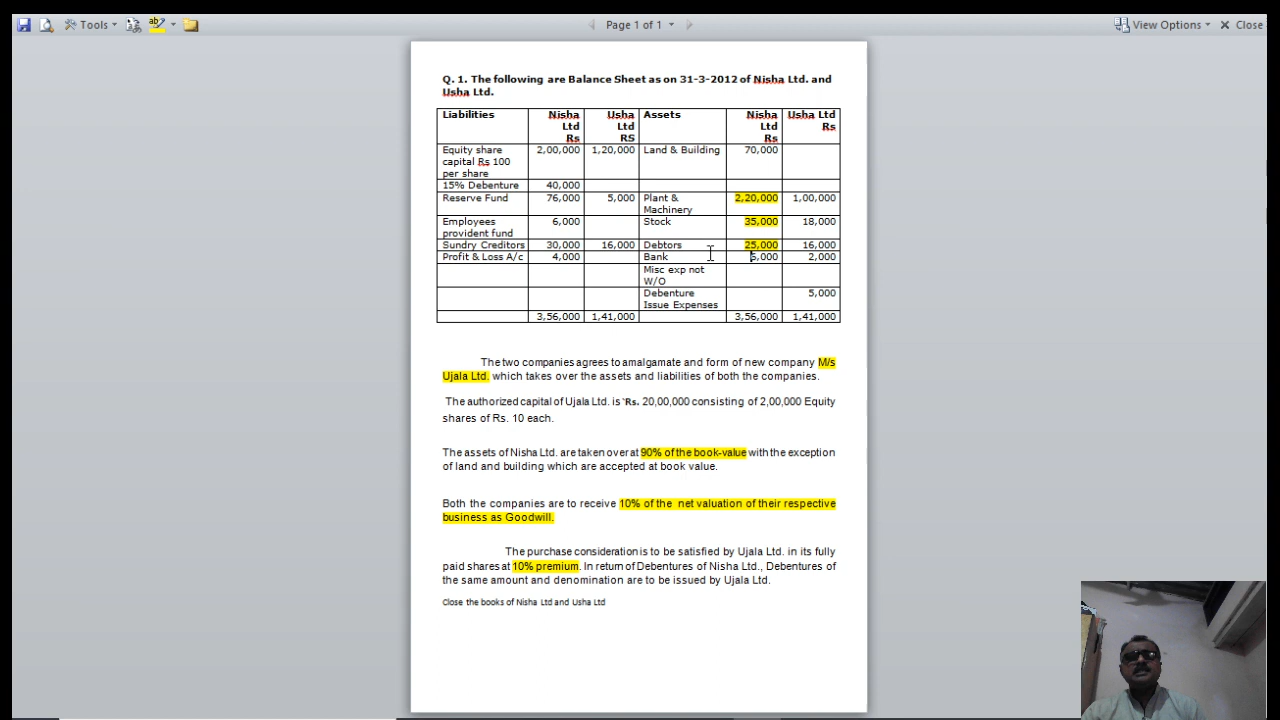 Tools Page 1 of 1 View Options Close
Q. 1. The following are Balance Sheet as on 31-3-2012 of Nisha Ltd. and
Usha Ltd.
Liabilities Nisha Ltd Rs Usha Ltd RS Assets Nisha Ltd Rs Usha Ltd Rs
Equity share capital Rs 100 per share 2,00,000 1,20,000 Land & Building 70,000
15% Debenture 40,000
Reserve Fund 76,000 5,000 Plant & Machinery 2,20,000 1,00,000
Employees provident fund 6,000 Stock 35,000 18,000
Sundry Creditors 30,000 16,000 Debtors 25,000 16,000
Profit & Loss A/c 4,000 Bank 6,000 2,000
Misc exp not W/O
Debenture Issue Expenses 5,000
3,56,000 1,41,000 3,56,000 1,41,000
The two companies agrees to amalgamate and form of new company M/s
Ujala Ltd. which takes over the assets and liabilities of both the companies.
The authorized capital of Ujala Ltd. is `Rs. 20,00,000 consisting of 2,00,000 Equity
shares of Rs. 10 each.
The assets of Nisha Ltd. are taken over at 90% of the book-value with the exception
of land and building which are accepted at book value.
Both the companies are to receive 10% of the net valuation of their respective
business as Goodwill.
The purchase consideration is to be satisfied by Ujala Ltd. in its fully
paid shares at 10% premium. In return of Debentures of Nisha Ltd., Debentures of
the same amount and denomination are to be issued by Ujala Ltd.
Close the books of Nisha Ltd and Usha Ltd